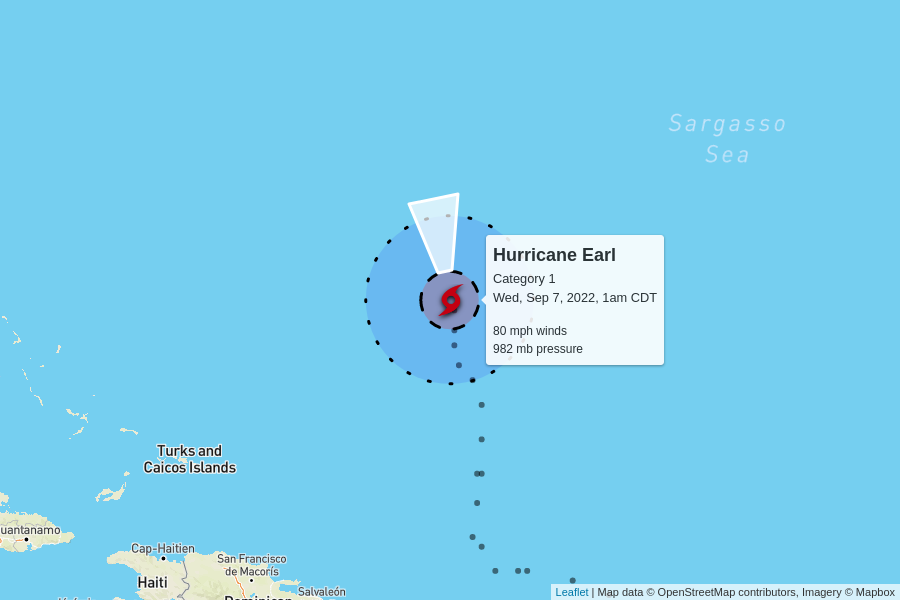 Sargasso
Sea
Hurricane Earl
Category 1
Wed, Sep 7, 2022, 1am CDT
80 mph winds
982 mb pressure
Turks and
Caicos Islands
uantanamo
Cap-Haitien
San Francisco
de Macorís
Haiti
Salvaleón
Leaflet | Map data © OpenStreetMap contributors, Imagery © Mapbox